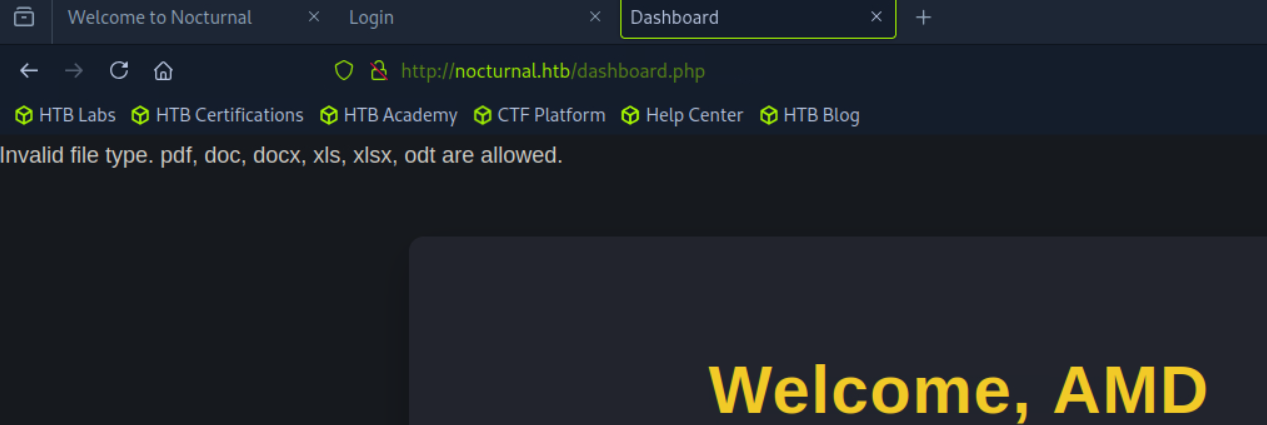 Welcome to Nocturnal Login Dashboard
http://nocturnal.htb/dashboard.php
HTB Labs HTB Certifications HTB Academy CTF Platform Help Center HTB Blog
Invalid file type. pdf, doc, docx, xls, xlsx, odt are allowed.
Welcome, AMD